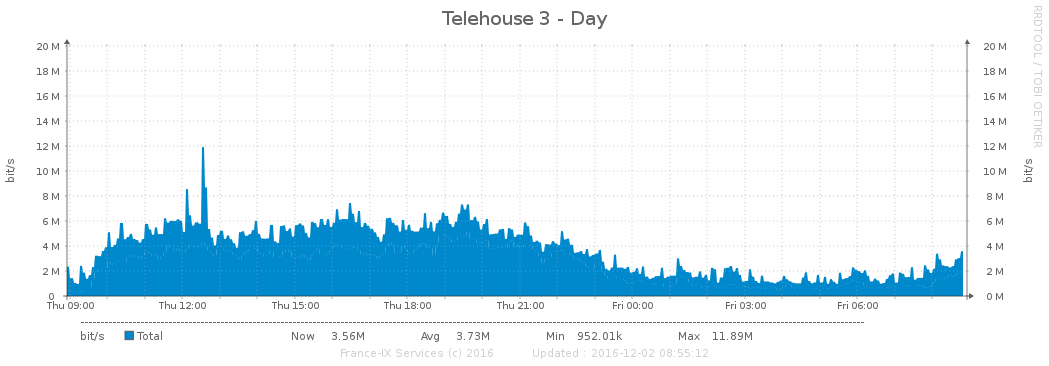 Telehouse 3 - Day
RRDTOOL / TOBI OETIKER
bit/s
20 M 20 M
18 M 18 M
16 M 16 M
14 M 14 M
12 M 12 M
10 M 10 M
8 M 8 M
6 M 6 M
4 M 4 M
2 M 2 M
0 0 M
bit/s
Thu 09:00 Thu 12:00 Thu 15:00 Thu 18:00 Thu 21:00 Fri 00:00 Fri 03:00 Fri 06:00
bit/s Total Now 3.56M Avg 3.73M Min 952.01k Max 11.89M
France-IX Services (c) 2016 Updated : 2016-12-02 08:55:12